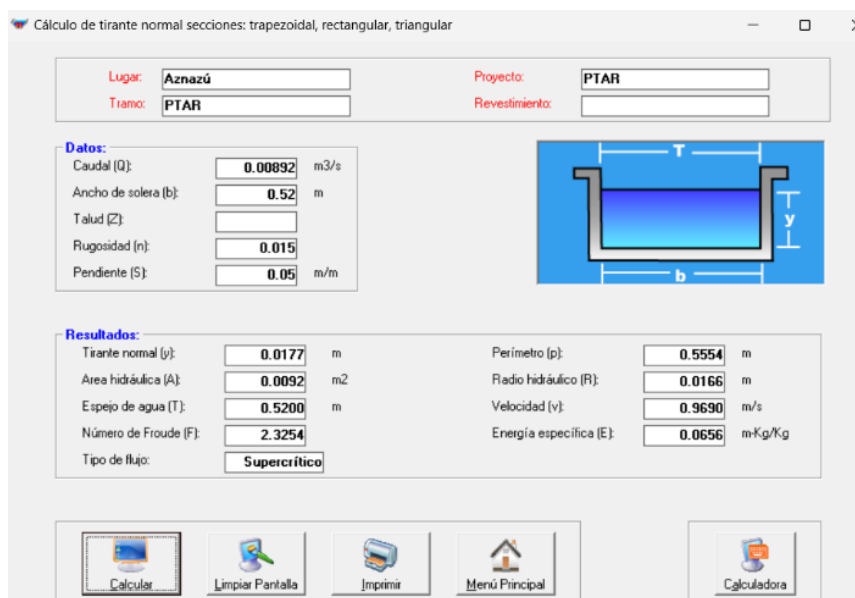 Cálculo de tirante normal secciones: trapezoidal, rectangular, triangular
Lugar: Aznazú Proyecto: PTAR
Tramo: PTAR Revestimiento:
Datos:
Caudal (Q): 0.00892 m3/s
Ancho de solera (b): 0.52 m
Talud (Z):
Rugosidad (n): 0.015
Pendiente (S): 0.05 m/m
T
y
b
Resultados:
Tirante normal (y): 0.0177 m Perímetro (p): 0.5554 m
Area hidráulica (A): 0.0092 m2 Radio hidráulico (R): 0.0166 m
Espejo de agua (T): 0.5200 m Velocidad (v): 0.9690 m/s
Número de Froude (F): 2.3254 Energía específica (E): 0.0656 m-Kg/Kg
Tipo de flujo: Supercrítico
Calcular Limpiar Pantalla Imprimir Menú Principal Calculadora